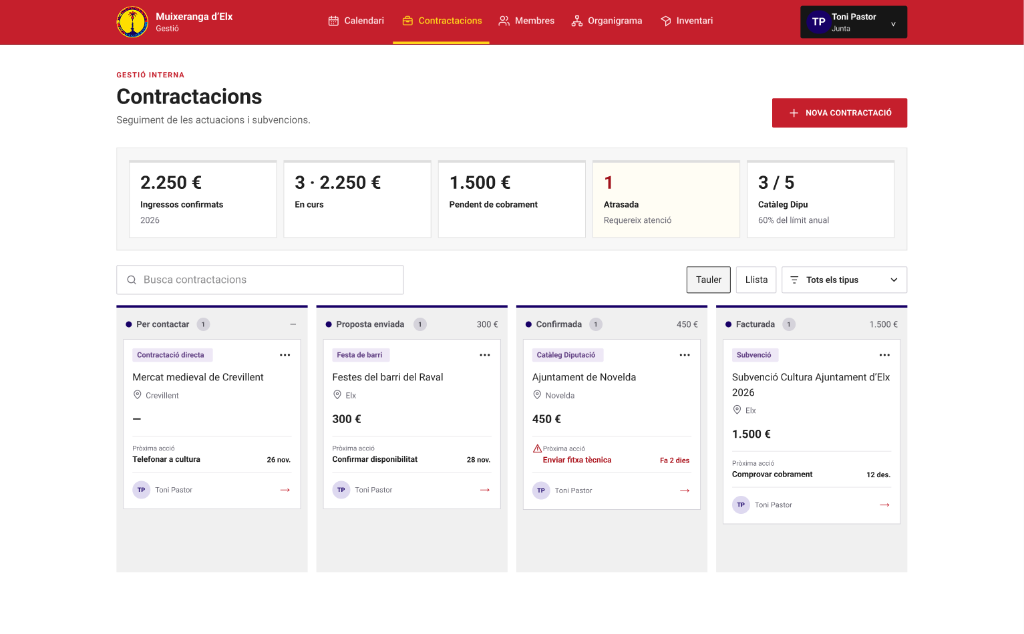 Muixeranga d'Elx
Gestió
Calendari
Contractacions
Membres
Organigrama
Inventari
TP
Toni Pastor
Junta
GESTIÓ INTERNA
Contractacions
Seguiment de les actuacions i subvencions.
NOVA CONTRACTACIÓ
2.250 €
Ingressos confirmats
2026
3 · 2.250 €
En curs
1.500 €
Pendent de cobrament
1
Atrasada
Requereix atenció
3 / 5
Catàleg Dipu
60% del límit anual
Busca contractacions
Tauler
Llista
Tots els tipus
Per contactar 1 —
Contractació directa
Mercat medieval de Crevillent
Crevillent
—
Pròxima acció
Telefonar a cultura 26 nov.
TP Toni Pastor →
Proposta enviada 1 300 €
Festa de barri
Festes del barri del Raval
Elx
300 €
Pròxima acció
Confirmar disponibilitat 28 nov.
TP Toni Pastor →
Confirmada 1 450 €
Catàleg Diputació
Ajuntament de Novelda
Novelda
450 €
Pròxima acció
Enviar fitxa tècnica Fa 2 dies
TP Toni Pastor →
Facturada 1 1.500 €
Subvenció
Subvenció Cultura Ajuntament d'Elx
2026
Elx
1.500 €
Pròxima acció
Comprovar cobrament 12 des.
TP Toni Pastor →